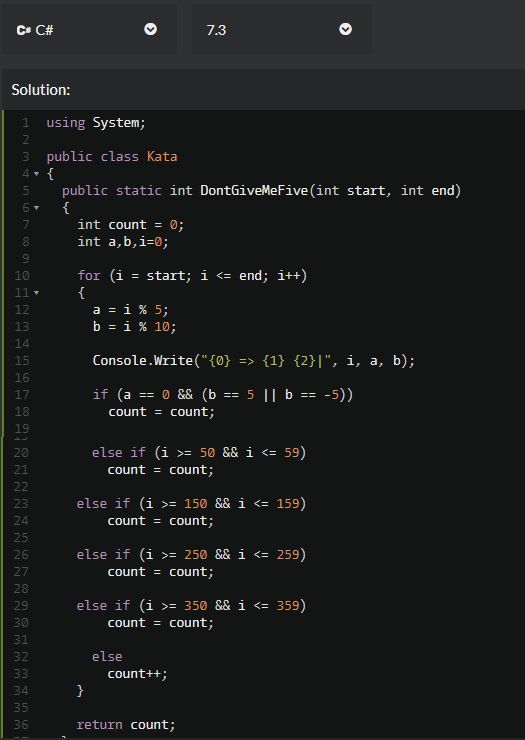 C# C# 7.3
Solution:
1 using System;
2
3 public class Kata
4 {
5 public static int DontGiveMeFive(int start, int end)
6 {
7 int count = 0;
8 int a,b,i=0;
9
10 for (i = start; i <= end; i++)
11 {
12 a = i % 5;
13 b = i % 10;
14
15 Console.Write("{0} => {1} {2}|", i, a, b);
16
17 if (a == 0 && (b == 5 || b == -5))
18 count = count;
19
20 else if (i >= 50 && i <= 59)
21 count = count;
22
23 else if (i >= 150 && i <= 159)
24 count = count;
25
26 else if (i >= 250 && i <= 259)
27 count = count;
28
29 else if (i >= 350 && i <= 359)
30 count = count;
31
32 else
33 count++;
34 }
35
36 return count;